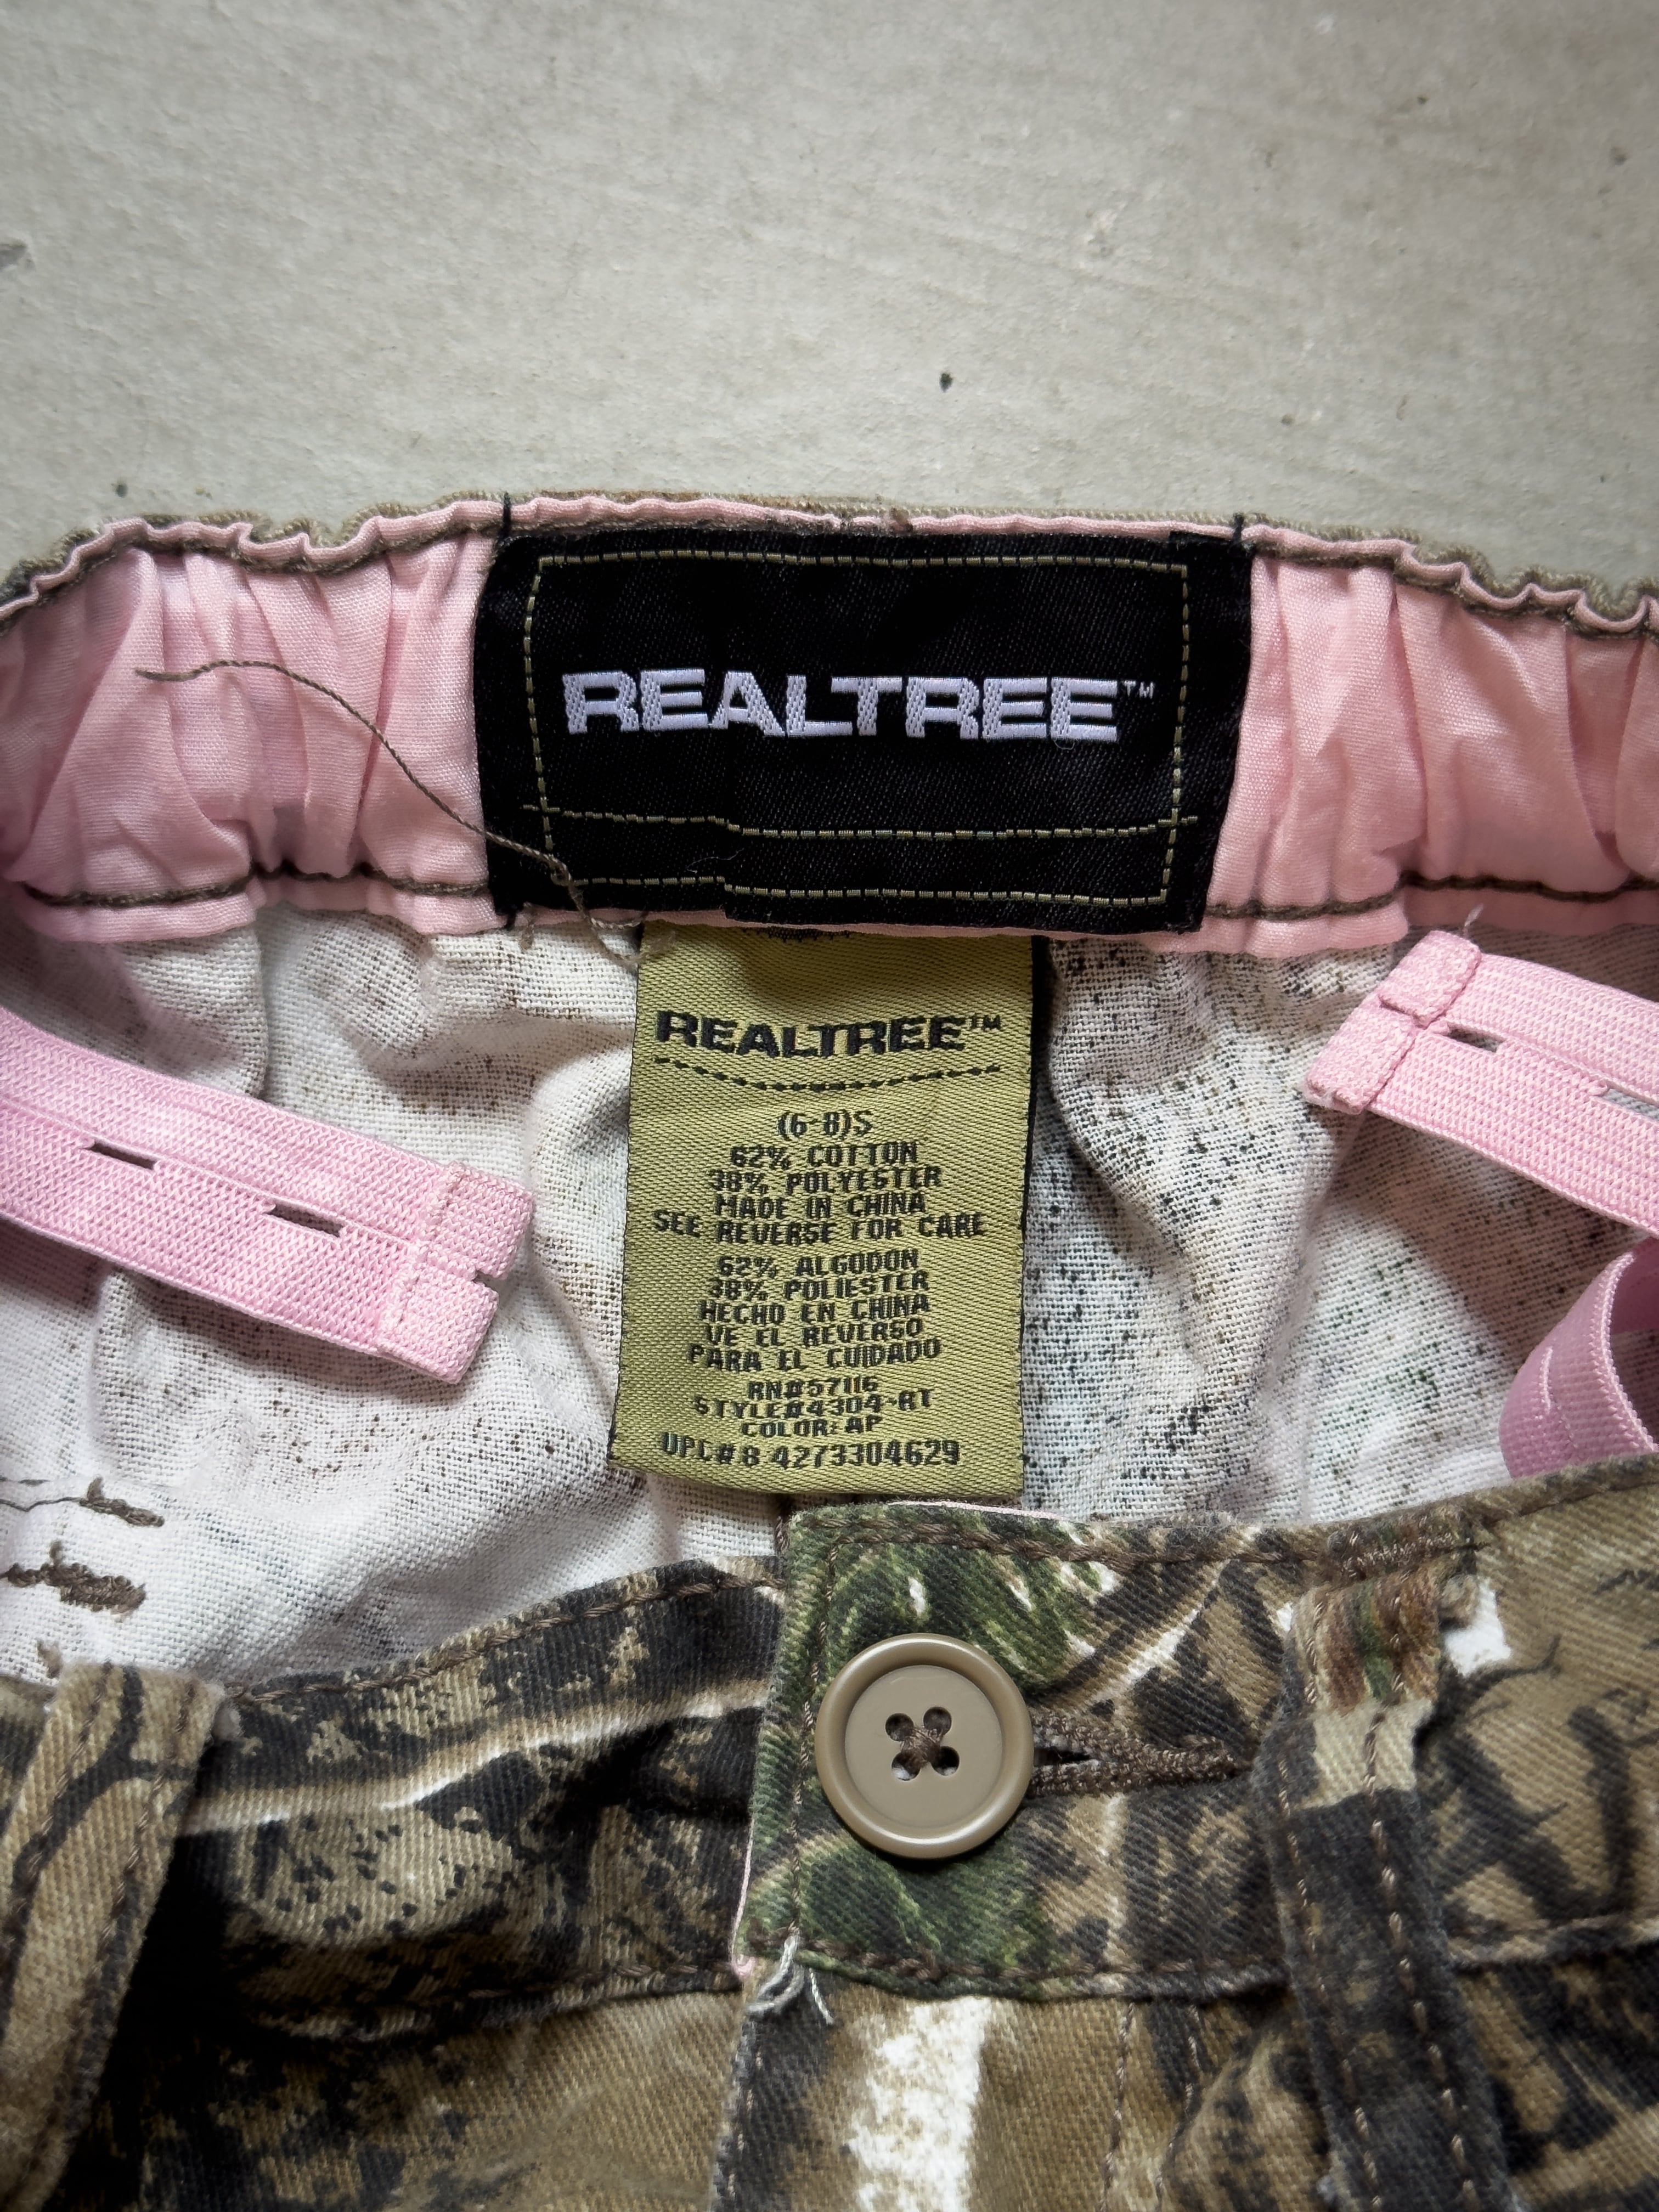 REALTREE™
REALTREE™
(6-8)S
62% COTTON
38% POLYESTER
MADE IN CHINA
SEE REVERSE FOR CARE
62% ALGODON
38% POLIESTER
HECHO EN CHINA
VE EL REVERSO
PARA EL CUIDADO
RN#57116
STYLE#4304-RT
COLOR: AP
UPC# 8 4273304629